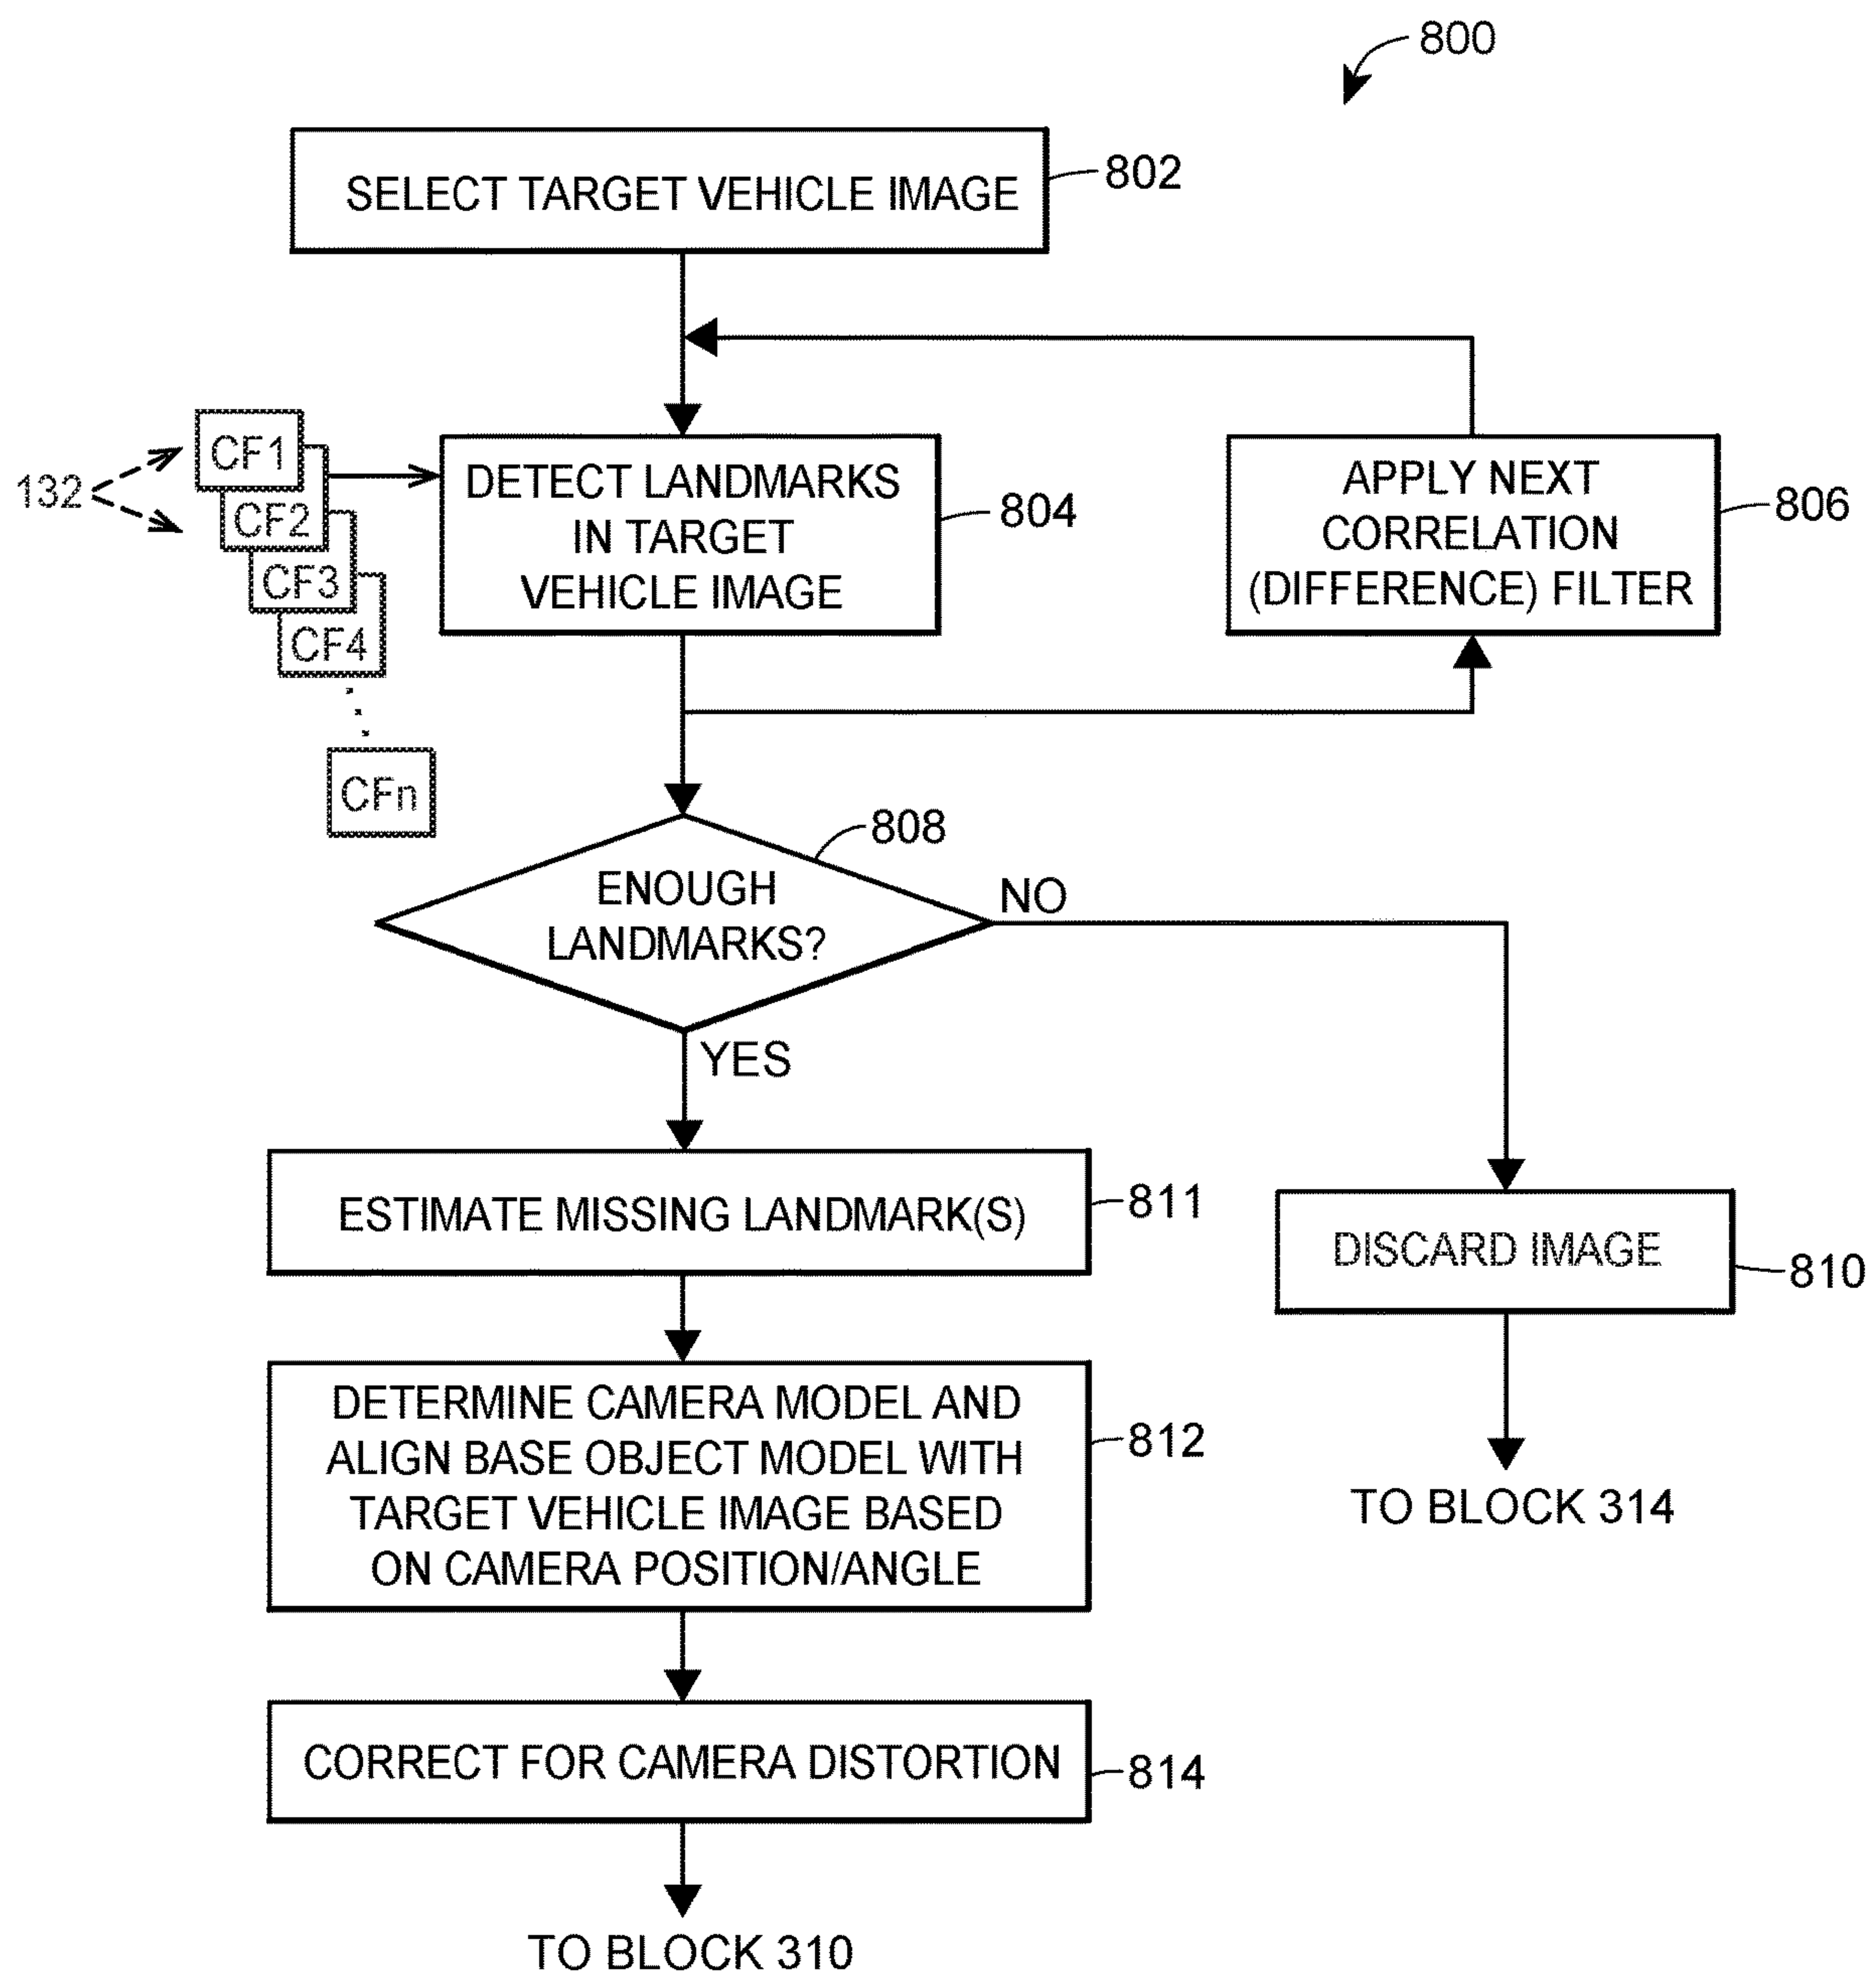 800
SELECT TARGET VEHICLE IMAGE
802
CF1
CF2
CF3
CF4
CFn
132
DETECT LANDMARKS
IN TARGET
VEHICLE IMAGE
804
APPLY NEXT
CORRELATION
(DIFFERENCE) FILTER
806
808
ENOUGH
LANDMARKS?
NO
YES
ESTIMATE MISSING LANDMARK(S)
811
DISCARD IMAGE
810
DETERMINE CAMERA MODEL AND
ALIGN BASE OBJECT MODEL WITH
TARGET VEHICLE IMAGE BASED
ON CAMERA POSITION/ANGLE
812
TO BLOCK 314
CORRECT FOR CAMERA DISTORTION
814
TO BLOCK 310